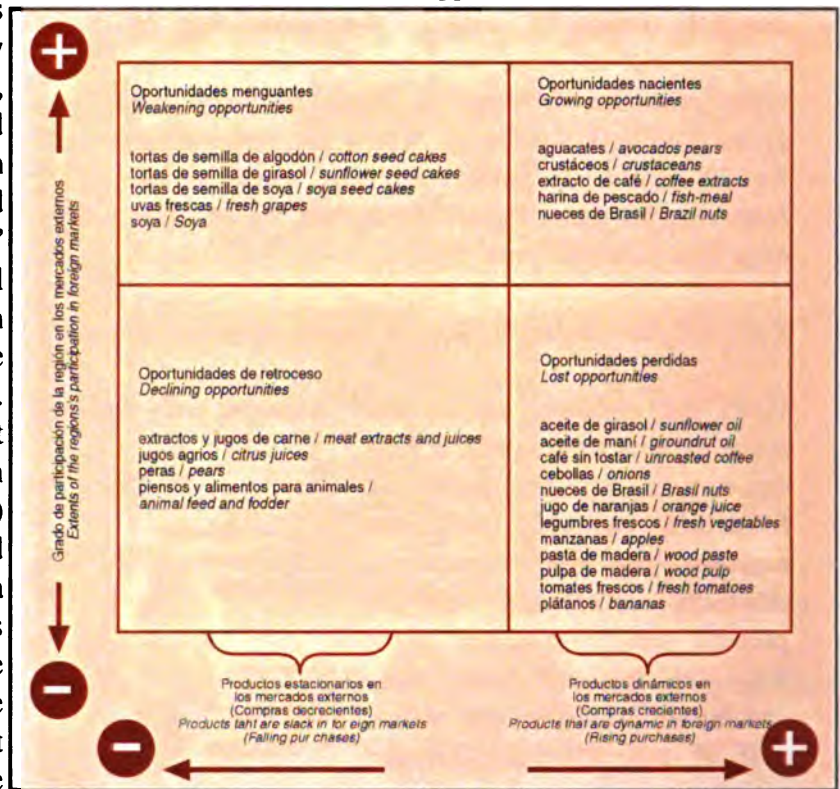 Grado de participación de la región en los mercados externos
Extents of the regions's participation in foreign markets
Oportunidades menguantes
Weakening opportunities
tortas de semilla de algodón / cotton seed cakes
tortas de semilla de girasol / sunflower seed cakes
tortas de semilla de soya / soya seed cakes
uvas frescas / fresh grapes
soya / Soya
Oportunidades nacientes
Growing opportunities
aguacates / avocados pears
crustáceos / crustaceans
extracto de café / coffee extracts
harina de pescado / fish-meal
nueces de Brasil / Brazil nuts
Oportunidades de retroceso
Declining opportunities
extractos y jugos de carne / meat extracts and juices
jugos agrios / citrus juices
peras / pears
piensos y alimentos para animales /
animal feed and fodder
Oportunidades perdidas
Lost opportunities
aceite de girasol / sunflower oil
aceite de maní / giroundrut oil
café sin tostar / unroasted coffee
cebollas / onions
nueces de Brasil / Brasil nuts
jugo de naranjas / orange juice
legumbres frescos / fresh vegetables
manzanas / apples
pasta de madera / wood paste
pulpa de madera / wood pulp
tomates frescos / fresh tomatoes
plátanos / bananas
Productos estacionarios en
los mercados externos
(Compras decrecientes)
Products taht are slack in for eign markets
(Falling pur chases)
Productos dinámicos en
los mercados externos
(Compras crecientes)
Products that are dynamic in foreign markets
(Rising purchases)